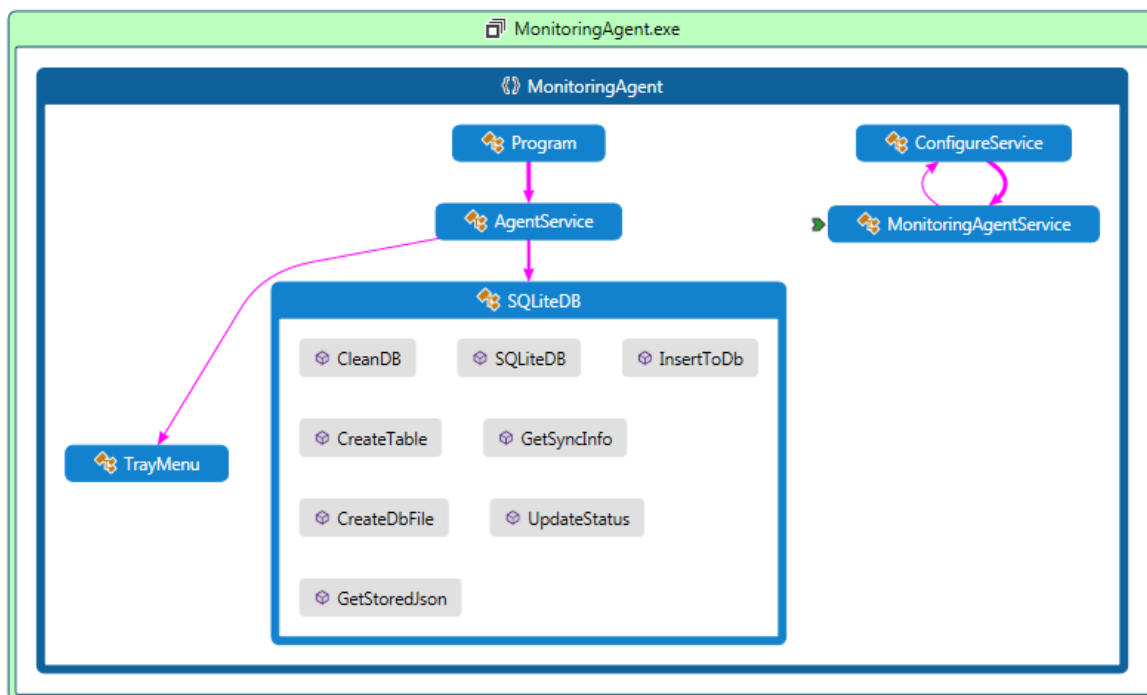 MonitoringAgent.exe
MonitoringAgent
Program
ConfigureService
AgentService
MonitoringAgentService
SQLiteDB
CleanDB
SQLiteDB
InsertToDb
CreateTable
GetSyncInfo
TrayMenu
CreateDbFile
UpdateStatus
GetStoredJson